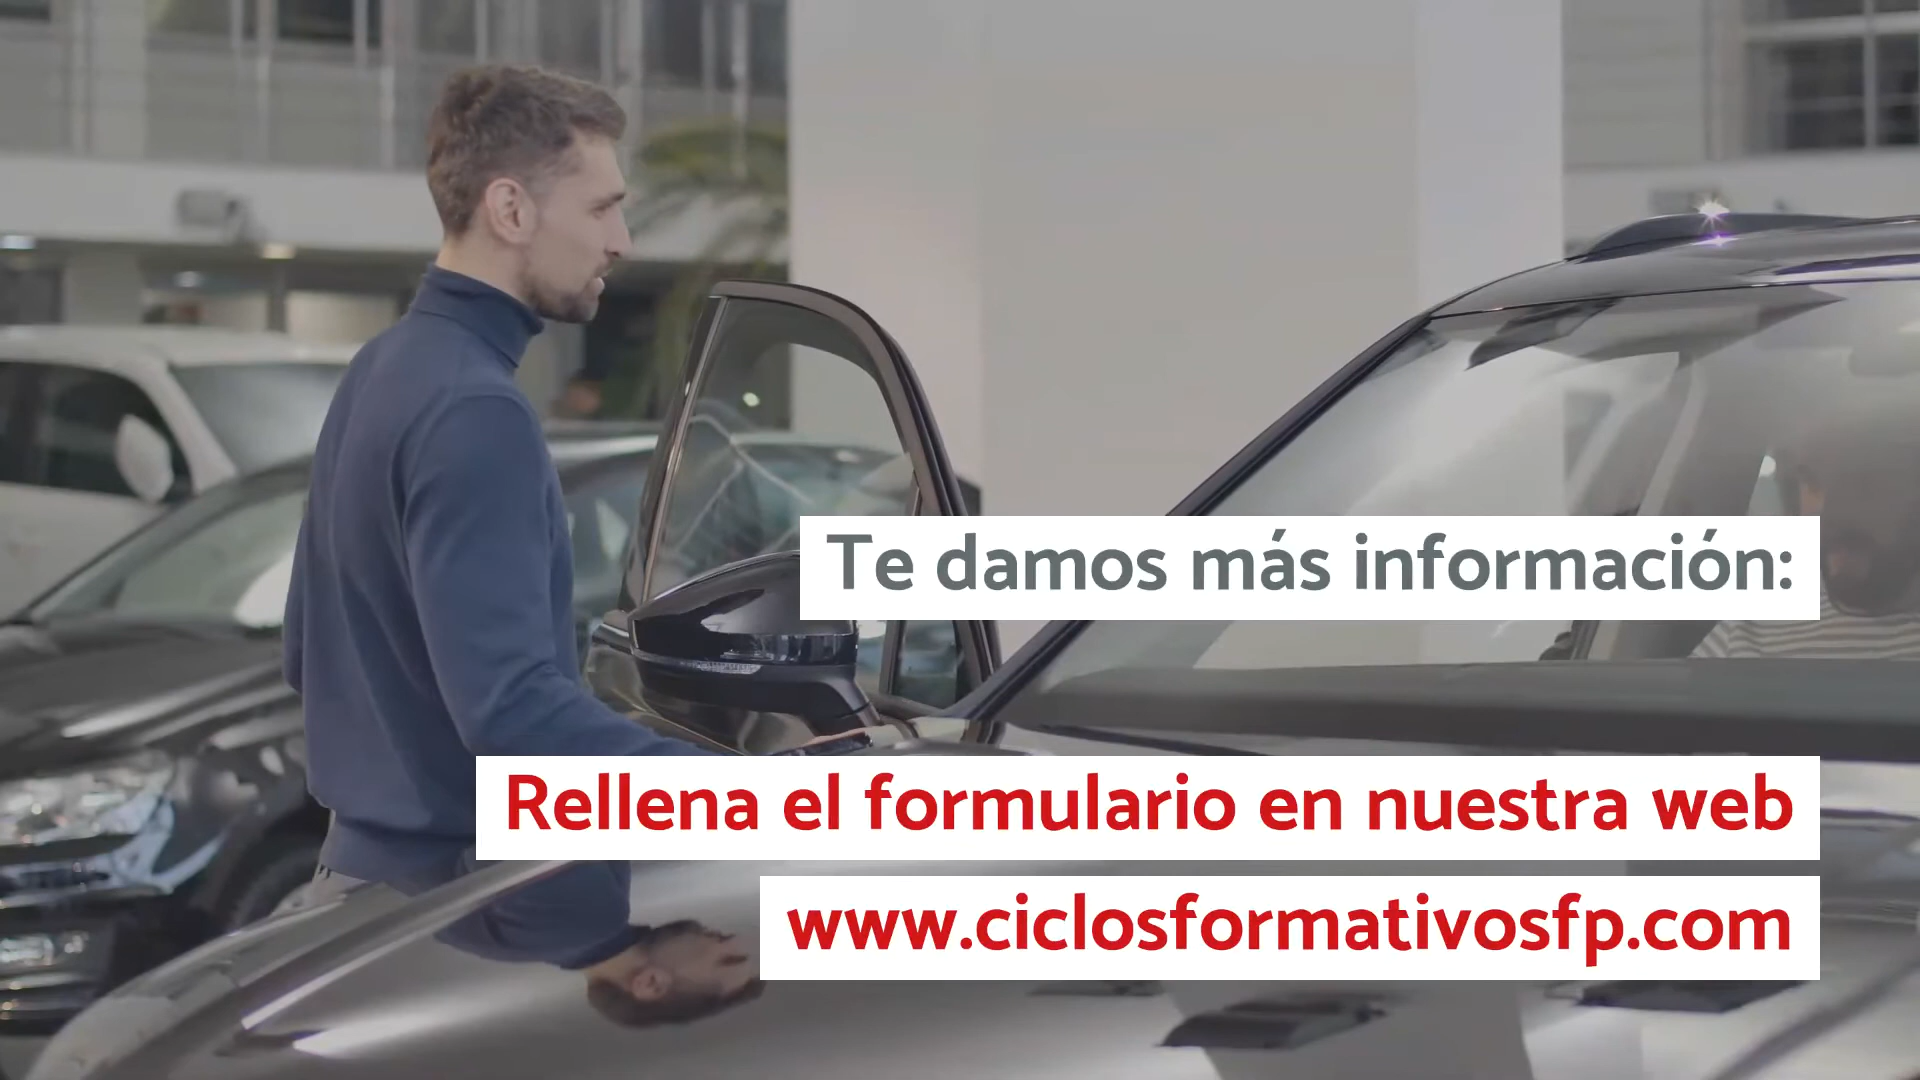 Te damos más información:
Rellena el formulario en nuestra web
www.ciclosformativosfp.com